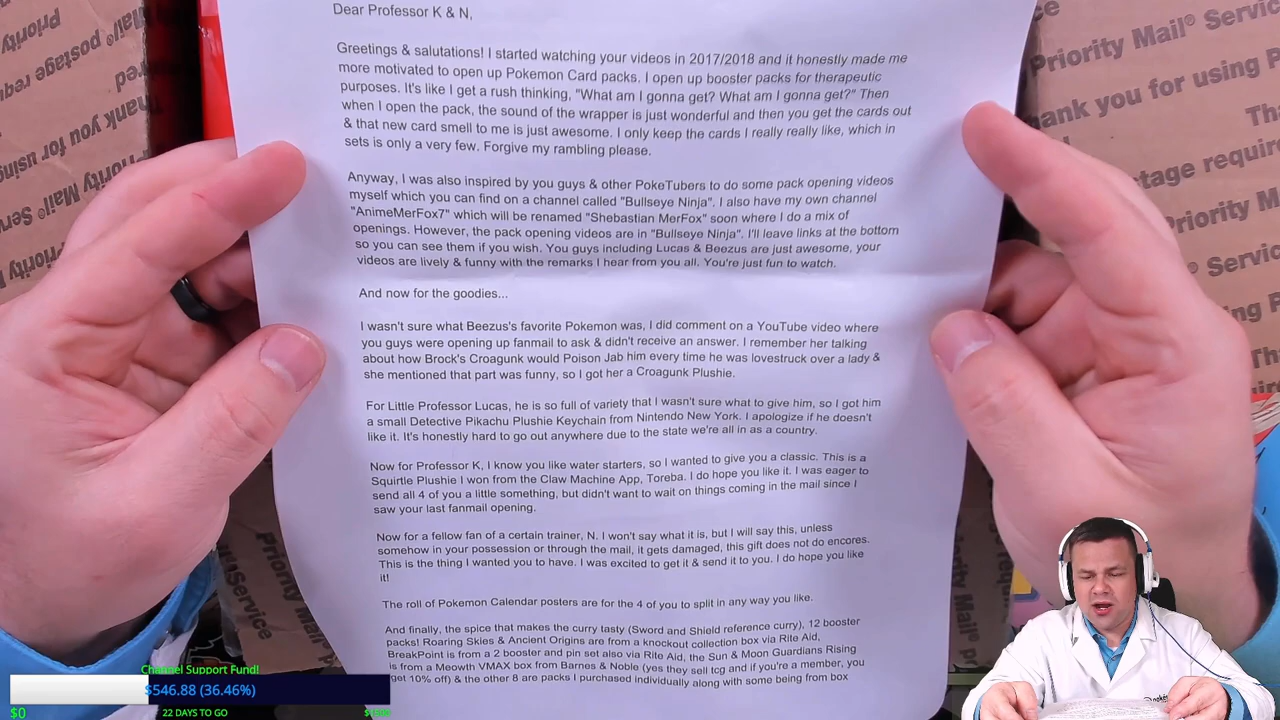 Dear Professor K & N,
Greetings & salutations! I started watching your videos in 2017/2018 and it honestly made me
more motivated to open up Pokemon Card packs. I open up booster packs for therapeutic
purposes. It's like I get a rush thinking, "What am I gonna get? What am I gonna get?" Then
when I open the pack, the sound of the wrapper is just wonderful and then you get the cards out
& that new card smell to me is just awesome. I only keep the cards I really really like, which in
sets is only a very few. Forgive my rambling please.
Anyway, I was also inspired by you guys & other PokeTubers to do some pack opening videos
myself which you can find on a channel called "Bullseye Ninja". I also have my own channel
"AnimeMerFox7" which will be renamed "Shebastian MerFox" soon where I do a mix of
openings. However, the pack opening videos are in "Bullseye Ninja". I'll leave links at the bottom
so you can see them if you wish. You guys including Lucas & Beezus are just awesome, your
videos are lively & funny with the remarks I hear from you all. You're just fun to watch.
And now for the goodies...
I wasn't sure what Beezus's favorite Pokemon was, I did comment on a YouTube video where
you guys were opening up fanmail to ask & didn't receive an answer. I remember her talking
about how Brock's Croagunk would Poison Jab him every time he was lovestruck over a lady &
she mentioned that part was funny, so I got her a Croagunk Plushie.
For Little Professor Lucas, he is so full of variety that I wasn't sure what to give him, so I got him
a small Detective Pikachu Plushie Keychain from Nintendo New York. I apologize if he doesn't
like it. It's honestly hard to go out anywhere due to the state we're all in as a country.
Now for Professor K, I know you like water starters, so I wanted to give you a classic. This is a
Squirtle Plushie I won from the Claw Machine App, Toreba. I do hope you like it. I was eager to
send all 4 of you a little something, but didn't want to wait on things coming in the mail since I
saw your last fanmail opening.
Now for a fellow fan of a certain trainer, N. I won't say what it is, but I will say this, unless
somehow in your possession or through the mail, it gets damaged, this gift does not do encores.
This is the thing I wanted you to have. I was excited to get it & send it to you. I do hope you like
it!
The roll of Pokemon Calendar posters are for the 4 of you to split in any way you like.
And finally, the spice that makes the curry tasty (Sword and Shield reference curry), 12 booster
packs! Roaring Skies & Ancient Origins are from a knockout collection box via Rite Aid,
BreakPoint is from a 2 booster and pin set also via Rite Aid, the Sun & Moon Guardians Rising
is from a Meowth VMAX box from Barnes & Noble (yes they sell tcg and if you're a member, you
get 10% off) & the other 8 are packs I purchased individually along with some being from box
Priority Mail® Service
Thank you for using
postage required
Priority Mail
Channel Support Fund!
$546.88 (36.46%)
$0
22 DAYS TO GO